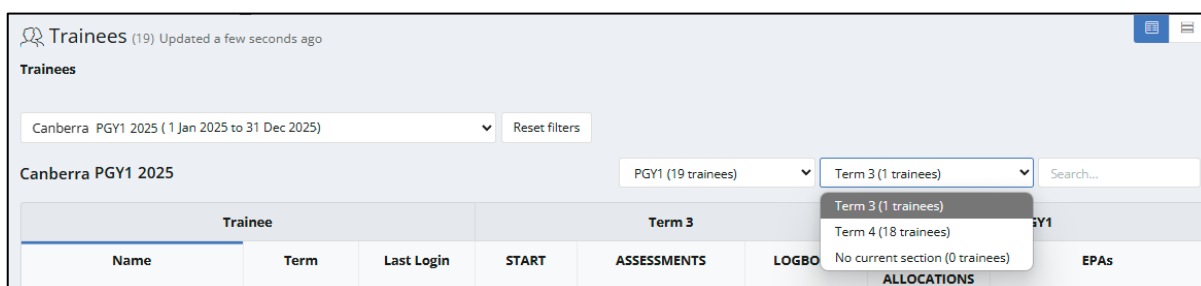 Trainees (19) Updated a few seconds ago
Trainees
Canberra PGY1 2025 ( 1 Jan 2025 to 31 Dec 2025)
Reset filters
Canberra PGY1 2025
PGY1 (19 trainees)
Term 3 (1 trainees)
Search...
Term 3 (1 trainees)
Term 4 (18 trainees)
No current section (0 trainees)
Trainee
Term 3
Name
Term
Last Login
START
ASSESSMENTS
EPAs
ALLOCATIONS